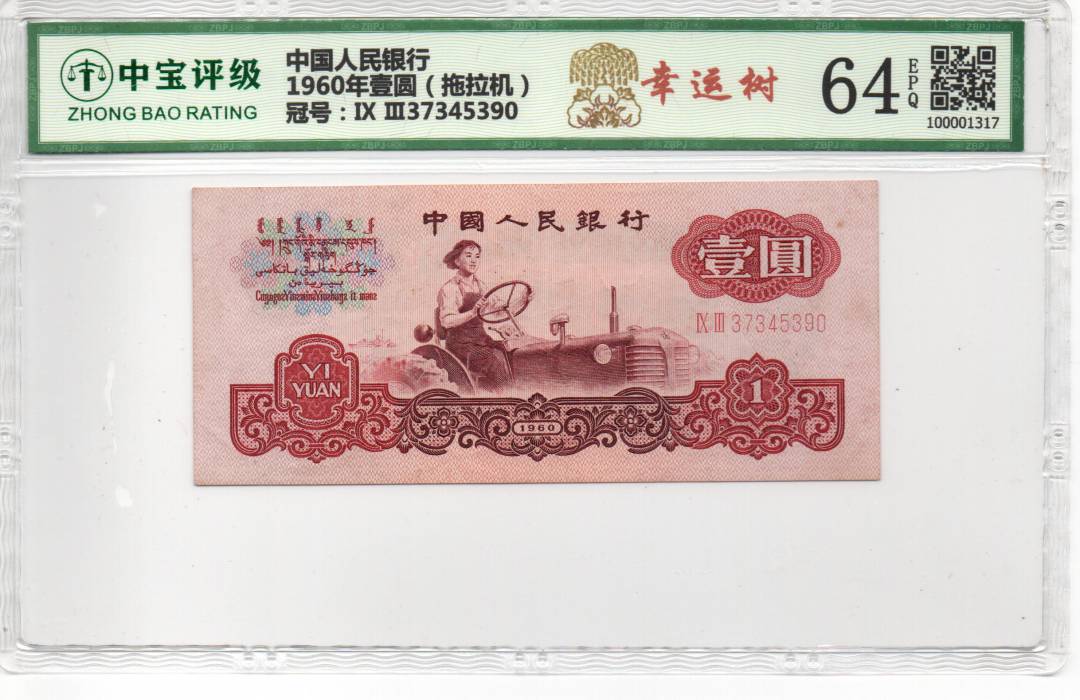 中宝评级
ZHONG BAO RATING
中国人民银行
1960年壹圆（拖拉机）
冠号：Ⅸ Ⅲ37345390
幸运树
64
EPQ
100001317
中國人民銀行
壹圓
Ⅸ Ⅲ 37345390
YI
YUAN
1
1960